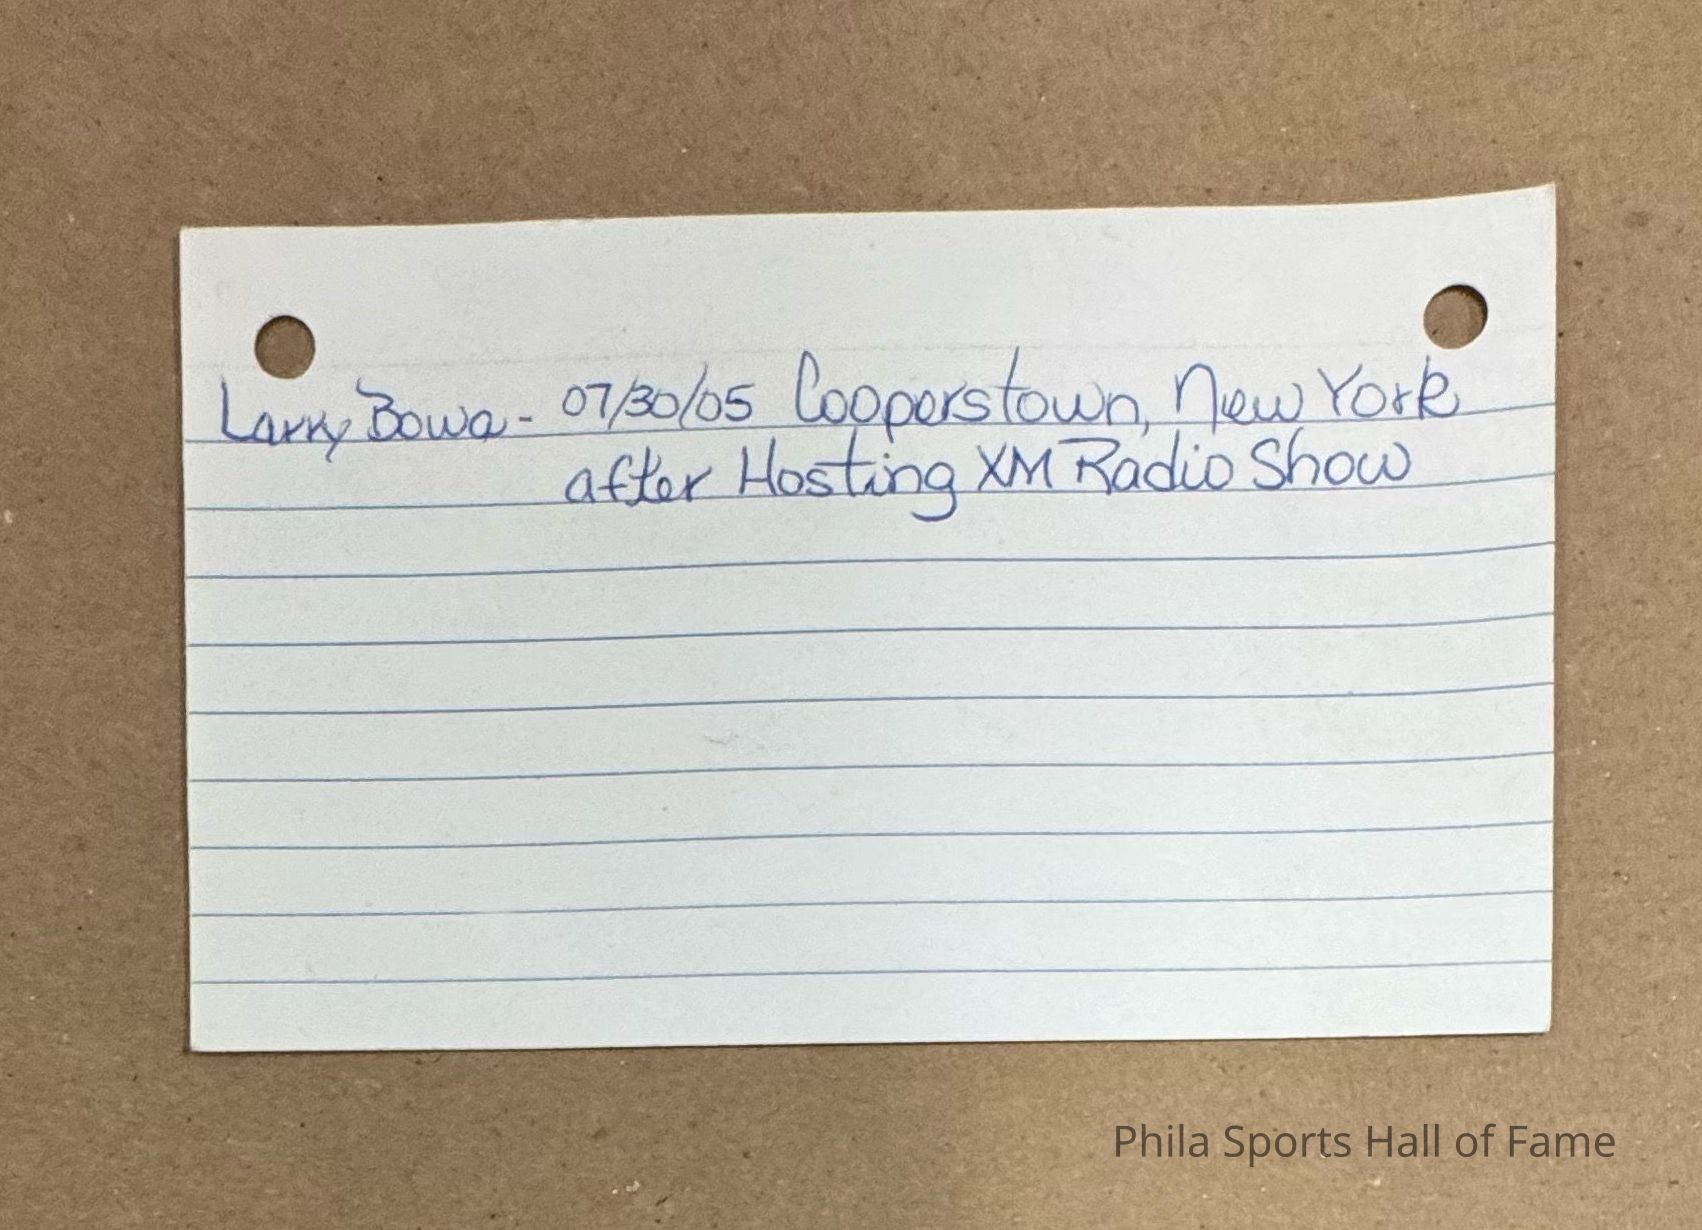 Larry Bowa - 07/30/05 Cooperstown, New York
after Hosting XM Radio Show
Phila Sports Hall of Fame